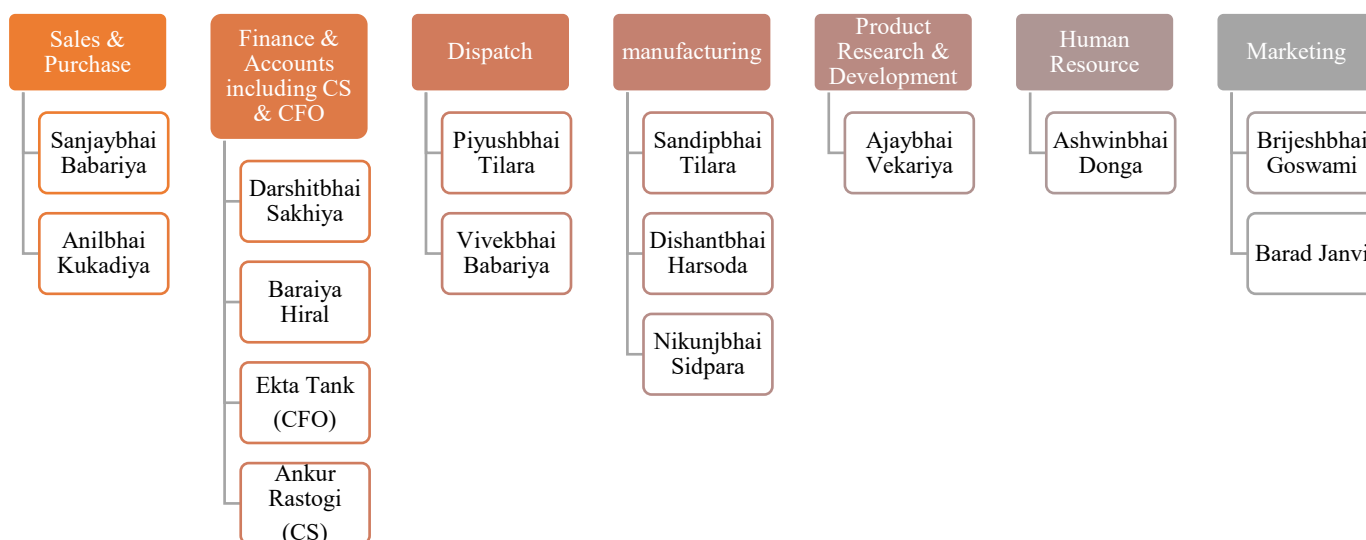 Sales &
Purchase
Sanjaybhai
Babariya
Anilbhai
Kukadiya
Finance &
Accounts
including CS
& CFO
Darshitbhai
Sakhiya
Baraiya
Hiral
Ekta Tank
(CFO)
Ankur
Rastogi
(CS)
Dispatch
Piyushbhai
Tilara
Vivekbhai
Babariya
manufacturing
Sandipbhai
Tilara
Dishantbhai
Harsoda
Nikunjbhai
Sidpara
Product
Research &
Development
Ajaybhai
Vekariya
Human
Resource
Ashwinbhai
Donga
Marketing
Brijeshbhai
Goswami
Barad Janvi